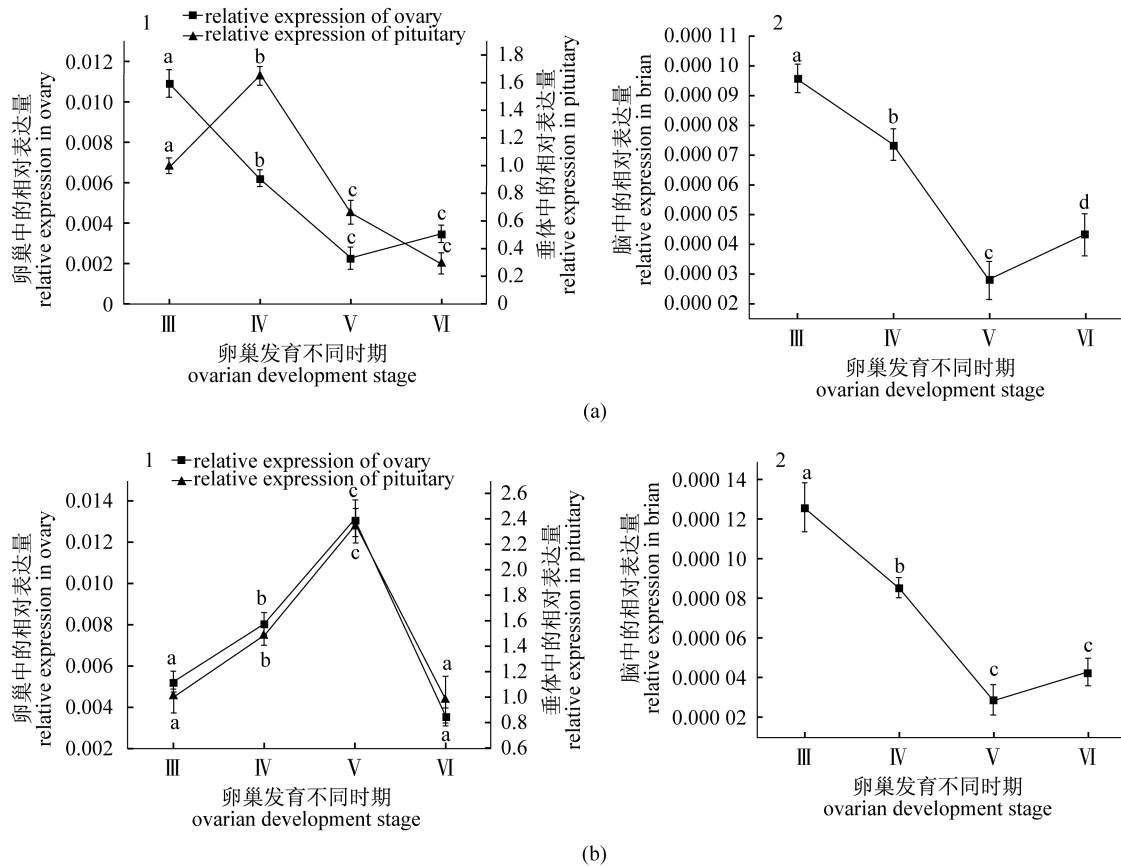 1
relative expression of ovary
relative expression of pituitary
卵巢中的相对表达量
relative expression in ovary
0.012
0.010
0.008
0.006
0.004
0.002
0
a
b
a
b
c
c
c
c
1.8
1.6
1.4
1.2
1.0
0.8
0.6
0.4
0.2
0
垂体中的相对表达量
relative expression in pituitary
Ⅲ Ⅳ Ⅴ Ⅵ
卵巢发育不同时期
ovarian development stage
2
脑中的相对表达量
relative expression in brian
0.000 11
0.000 10
0.000 08
0.000 07
0.000 05
0.000 04
0.000 03
0.000 02
a
b
c
d
Ⅲ Ⅳ Ⅴ Ⅵ
卵巢发育不同时期
ovarian development stage
(a)
1
relative expression of ovary
relative expression of pituitary
卵巢中的相对表达量
relative expression in ovary
0.014
0.012
0.010
0.008
0.006
0.004
0.002
c
b
c
a
b
a
a
a
2.6
2.4
2.2
2.0
1.8
1.6
1.4
1.2
1.0
0.8
0.6
垂体中的相对表达量
relative expression in pituitary
Ⅲ Ⅳ Ⅴ Ⅵ
卵巢发育不同时期
ovarian development stage
2
脑中的相对表达量
relative expression in brian
0.000 14
0.000 12
0.000 10
0.000 08
0.000 06
0.000 04
0.000 02
a
b
c
c
Ⅲ Ⅳ Ⅴ Ⅵ
卵巢发育不同时期
ovarian development stage
(b)